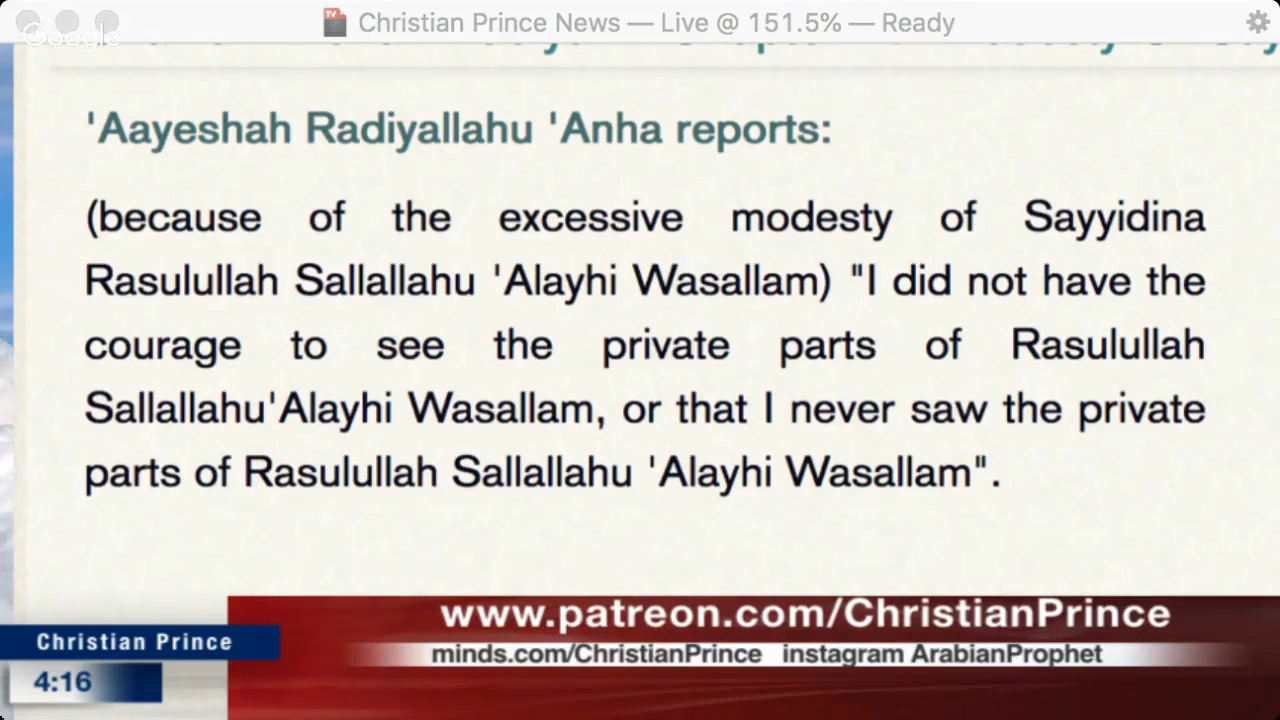 Christian Prince News — Live @ 151.5% — Ready
Google
'Aayeshah Radiyallahu 'Anha reports:
(because of the excessive modesty of Sayyidina
Rasulullah Sallallahu 'Alayhi Wasallam) "I did not have the
courage to see the private parts of Rasulullah
Sallallahu'Alayhi Wasallam, or that I never saw the private
parts of Rasulullah Sallallahu 'Alayhi Wasallam".
www.patreon.com/ChristianPrince
Christian Prince
minds.com/ChristianPrince instagram ArabianProphet
4:16